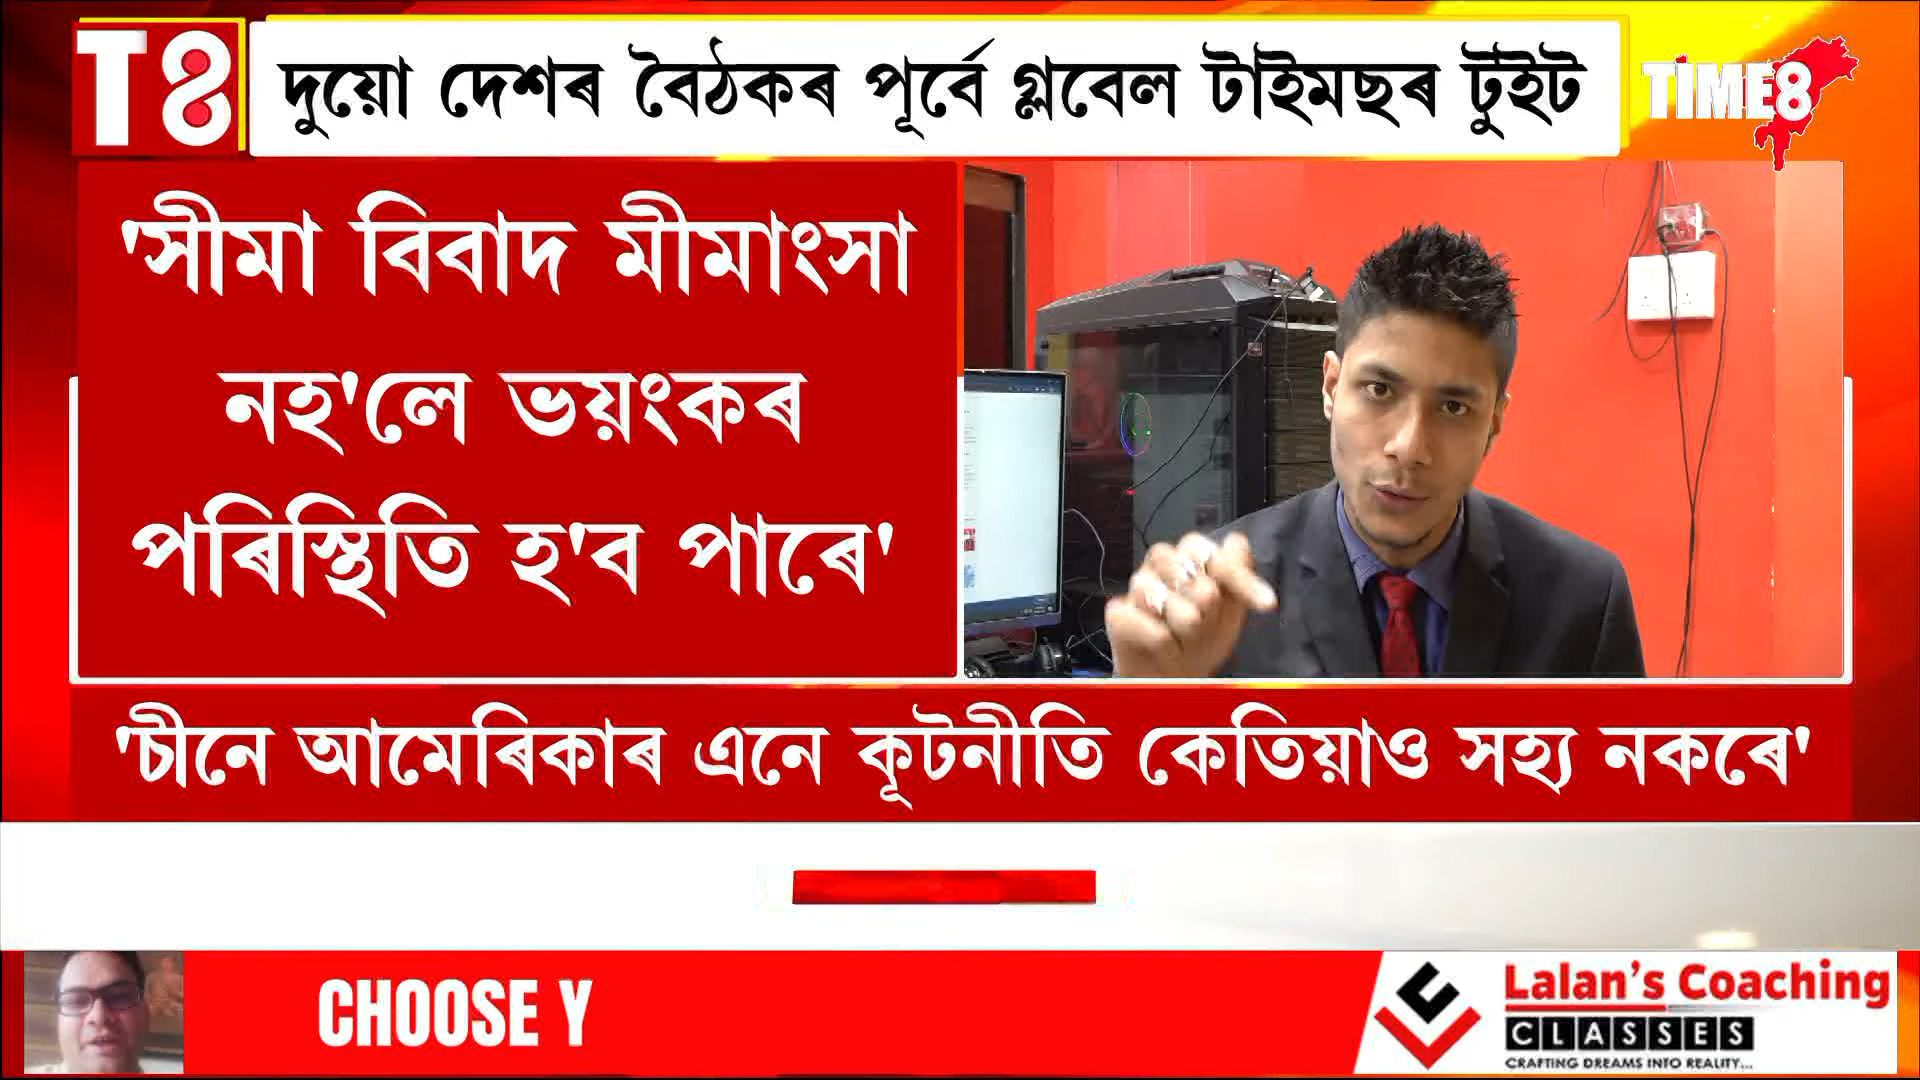 T8
দুয়ো দেশৰ বৈঠকৰ পূৰ্বে গ্লবেল টাইমছৰ টুইট
TIME8
'সীমা বিবাদ মীমাংসা
নহ'লে ভয়ংকৰ
পৰিস্থিতি হ'ব পাৰে'
'চীনে আমেৰিকাৰ এনে কূটনীতি কেতিয়াও সহ্য নকৰে'
CHOOSE Y
Lalan's Coaching
CLASSES
CRAFTING DREAMS INTO REALITY...